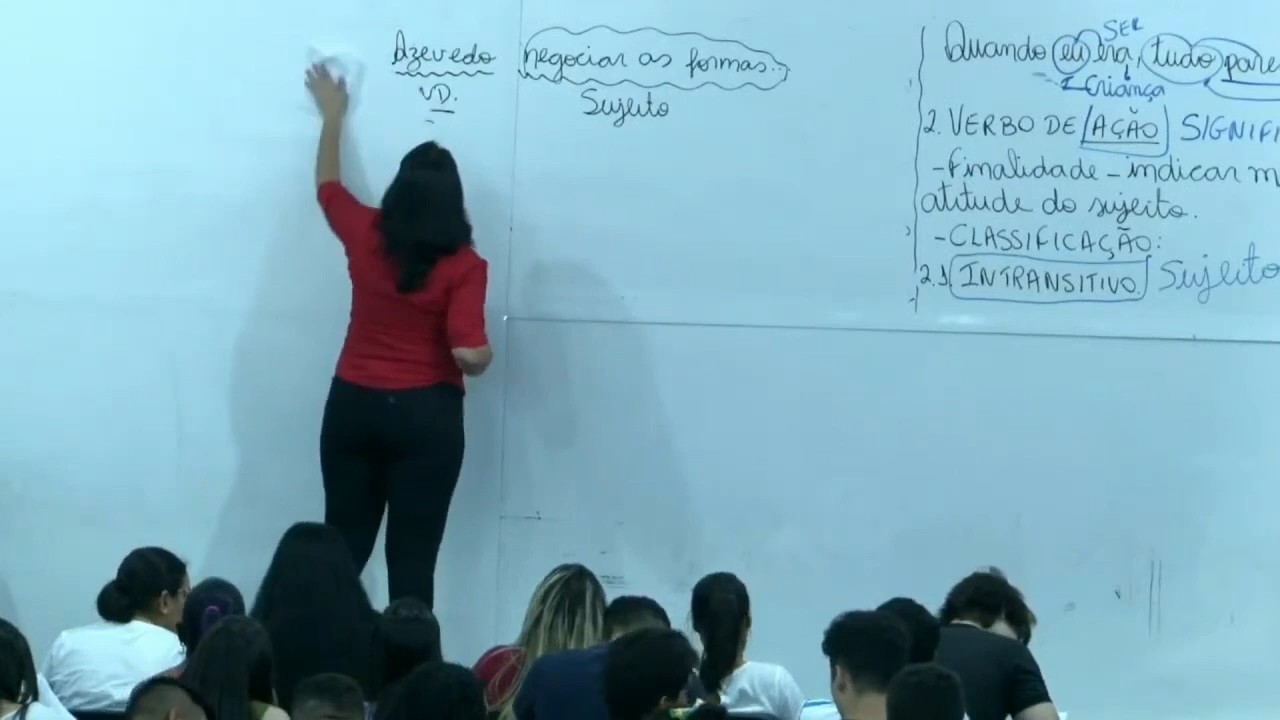 Azevedo negociar as formas...
VD. Sujeito
SER
Quando eu era, tudo pare
Criança
2. VERBO DE AÇÃO SIGNIFI
- Finalidade - indicar m
atitude do sujeito.
- CLASSIFICAÇÃO:
2.1 INTRANSITIVO. Sujeito